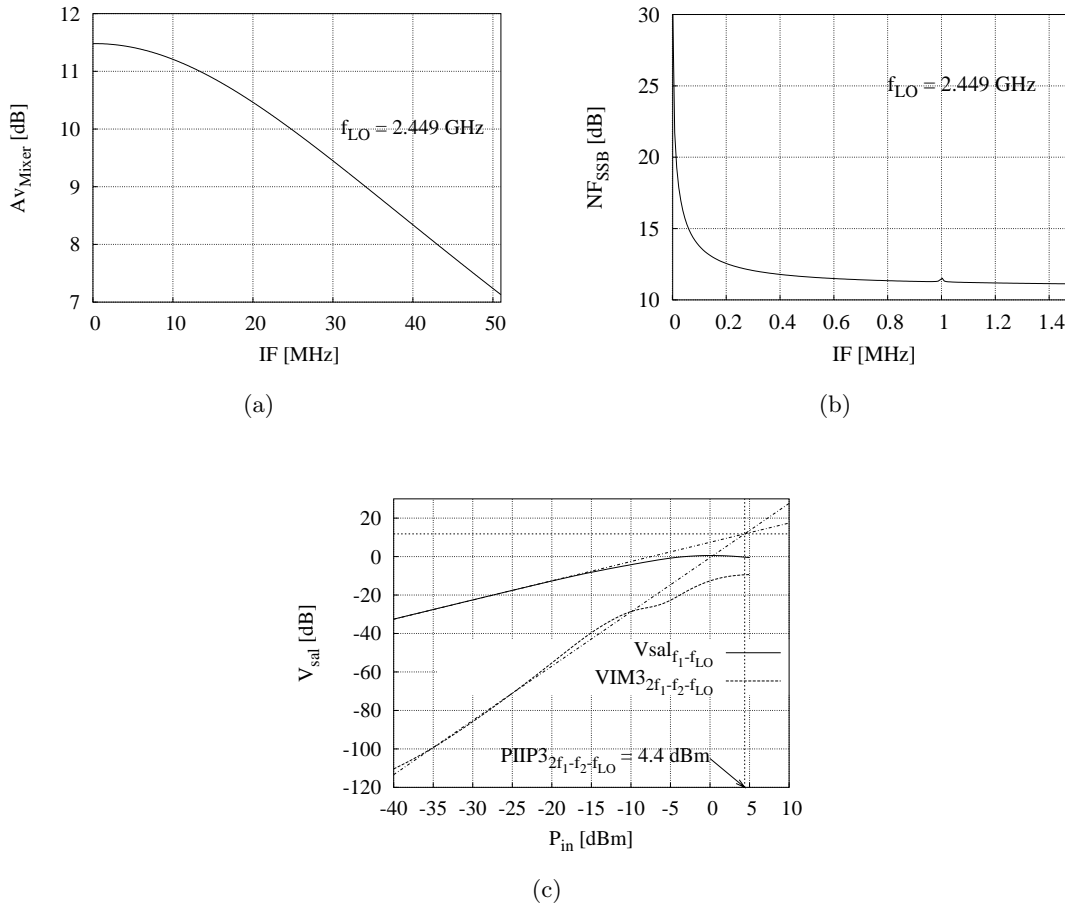 12
11
10
9
8
7
Av_Mixer [dB]
f_LO = 2.449 GHz
0 10 20 30 40 50
IF [MHz]
(a)
30
25
20
15
10
NF_SSB [dB]
f_LO = 2.449 GHz
0 0.2 0.4 0.6 0.8 1 1.2 1.4
IF [MHz]
(b)
20
0
-20
-40
-60
-80
-100
-120
V_sal [dB]
Vsal_f1-fLO
VIM3_2f1-f2-fLO
PIIP3_2f1-f2-fLO = 4.4 dBm
-40 -35 -30 -25 -20 -15 -10 -5 0 5 10
P_in [dBm]
(c)